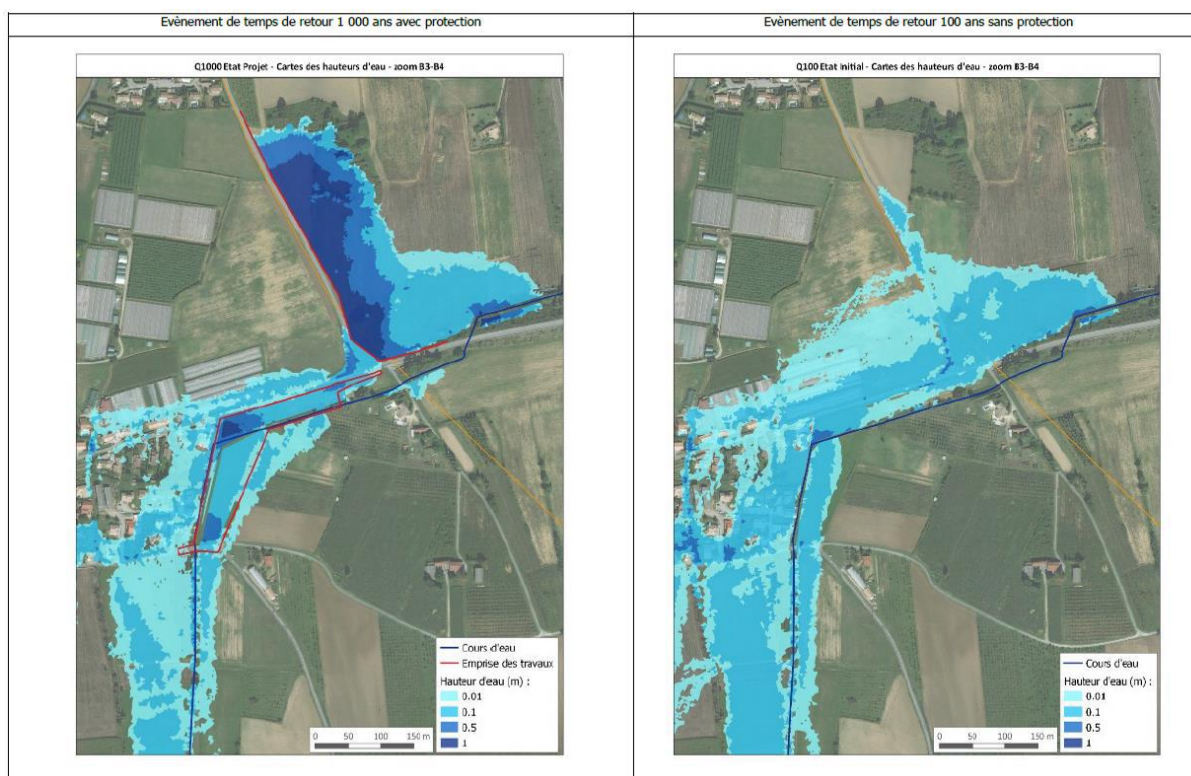 Evènement de temps de retour 1 000 ans avec protection
Evènement de temps de retour 100 ans sans protection
Q1000 Etat Projet - Cartes des hauteurs d'eau - zoom B3-B4
Cours d'eau
Emprise des travaux
Hauteur d'eau (m) :
0.01
0.1
0.5
1
0 50 100 150 m
Q100 Etat Initial - Cartes des hauteurs d'eau - zoom B3-B4
Cours d'eau
Hauteur d'eau (m) :
0.01
0.1
0.5
1
0 50 100 150 m